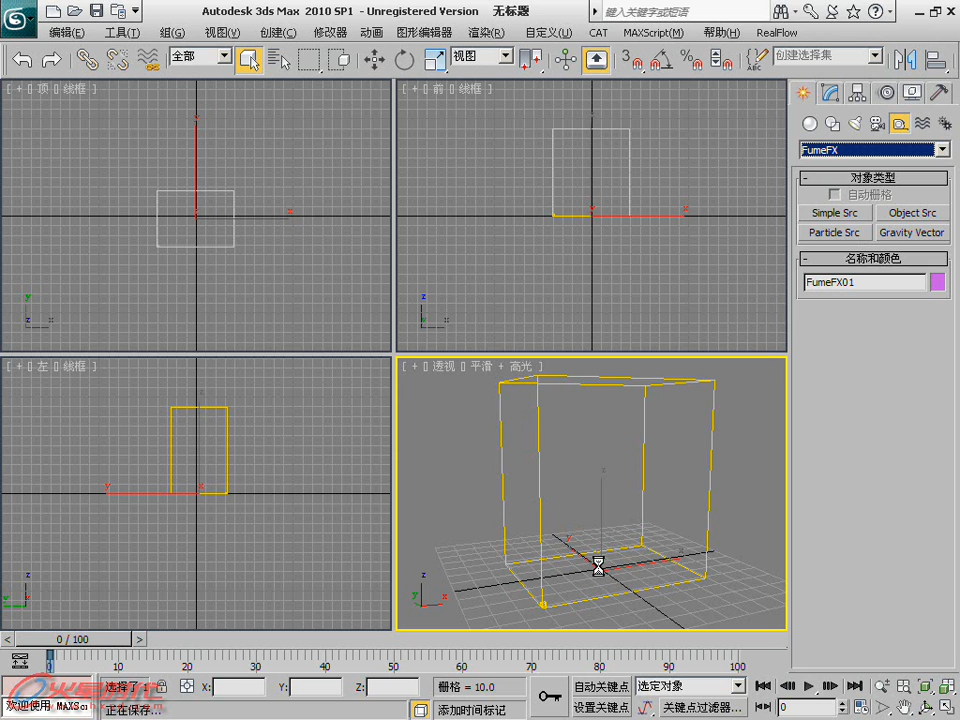 Autodesk 3ds Max 2010 SP1 - Unregistered Version 无标题
键入关键字或短语
编辑(E) 工具(T) 组(G) 视图(V) 创建(C) 修改器 动画 图形编辑器 渲染(R) 自定义(U) CAT MAXScript(M) 帮助(H) RealFlow
全部 视图 3 % ABC 创建选择集
[ + [] 顶 [] 线框 ]
[ + [] 前 [] 线框 ]
FumeFX
- 对象类型
自动栅格
Simple Src Object Src
Particle Src Gravity Vector
- 名称和颜色
FumeFX01
[ + [] 左 [] 线框 ]
[ + [] 透视 [] 平滑 + 高光 ]
0 / 100
0 10 20 30 40 50 60 70 80 90 100
选择了 1 X: Y: Z: 栅格 = 10.0 自动关键点 选定对象
欢迎使用 MAXSc 正在保存... 添加时间标记 设置关键点 关键点过滤器... 0